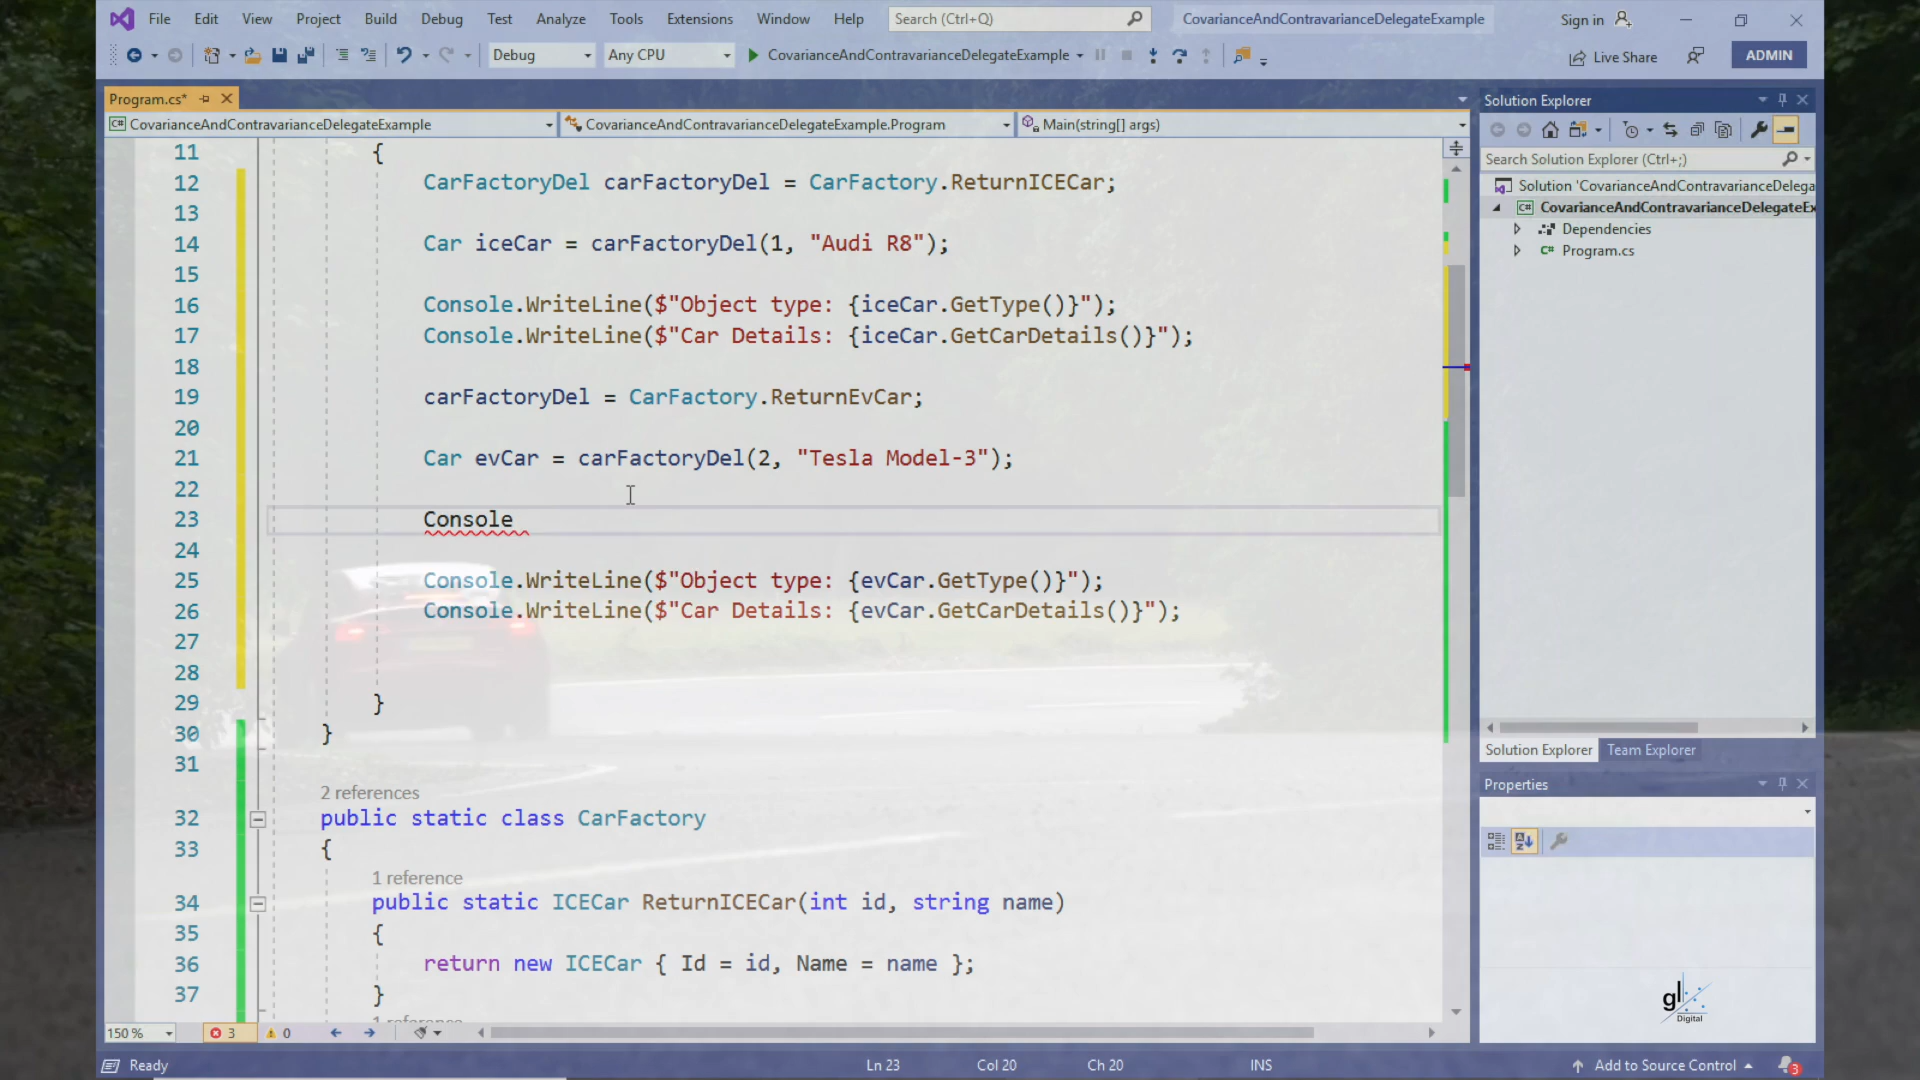 File Edit View Project Build Debug Test Analyze Tools Extensions Window Help Search (Ctrl+Q) CovarianceAndContravarianceDelegateExample Sign in
Debug Any CPU CovarianceAndContravarianceDelegateExample Live Share ADMIN
Program.cs*
CovarianceAndContravarianceDelegateExample CovarianceAndContravarianceDelegateExample.Program Main(string[] args)
11 {
12 CarFactoryDel carFactoryDel = CarFactory.ReturnICECar;
13
14 Car iceCar = carFactoryDel(1, "Audi R8");
15
16 Console.WriteLine($"Object type: {iceCar.GetType()}");
17 Console.WriteLine($"Car Details: {iceCar.GetCarDetails()}");
18
19 carFactoryDel = CarFactory.ReturnEvCar;
20
21 Car evCar = carFactoryDel(2, "Tesla Model-3");
22
23 Console
24
25 Console.WriteLine($"Object type: {evCar.GetType()}");
26 Console.WriteLine($"Car Details: {evCar.GetCarDetails()}");
27
28
29 }
30 }
31
2 references
32 public static class CarFactory
33 {
1 reference
34 public static ICECar ReturnICECar(int id, string name)
35 {
36 return new ICECar { Id = id, Name = name };
37 }
150 % 3 0
Ready Ln 23 Col 20 Ch 20 INS Add to Source Control 3
Solution Explorer
Search Solution Explorer (Ctrl+;)
Solution 'CovarianceAndContravarianceDelega
CovarianceAndContravarianceDelegateEx
Dependencies
C# Program.cs
Solution Explorer Team Explorer
Properties
gl
Digital